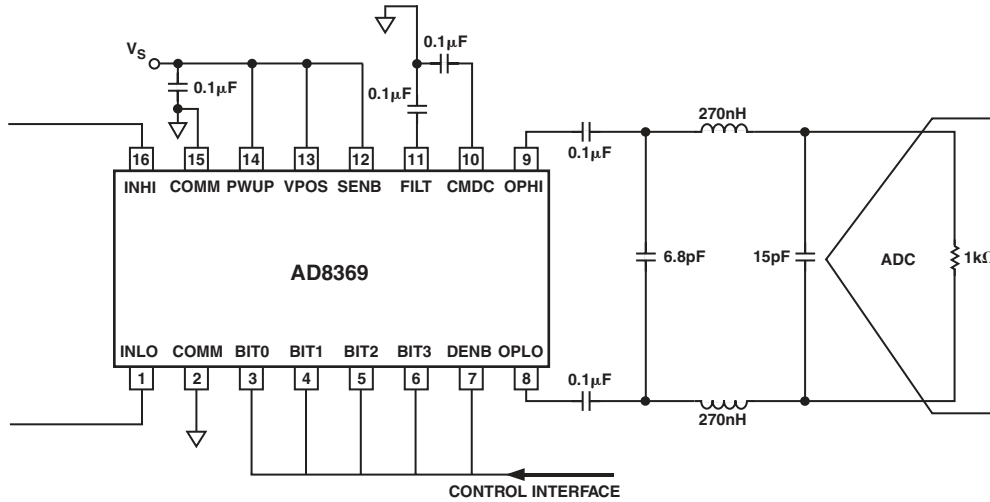 V_S
0.1µF
0.1µF
0.1µF
0.1µF
270nH
16 15 14 13 12 11 10 9
INHI COMM PWUP VPOS SENB FILT CMDC OPHI
AD8369
6.8pF
15pF
ADC
1kΩ
INLO COMM BIT0 BIT1 BIT2 BIT3 DENB OPLO
1 2 3 4 5 6 7 8
0.1µF
270nH
CONTROL INTERFACE